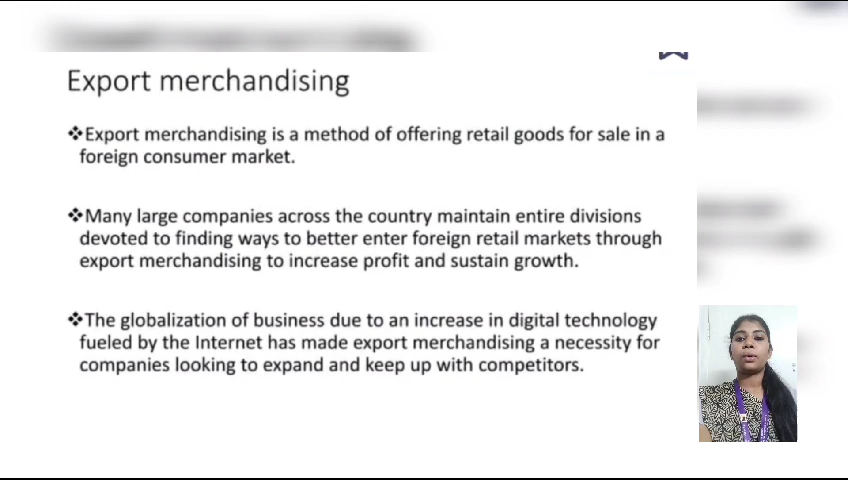 Export merchandising
❖Export merchandising is a method of offering retail goods for sale in a
foreign consumer market.
❖Many large companies across the country maintain entire divisions
devoted to finding ways to better enter foreign retail markets through
export merchandising to increase profit and sustain growth.
❖The globalization of business due to an increase in digital technology
fueled by the Internet has made export merchandising a necessity for
companies looking to expand and keep up with competitors.